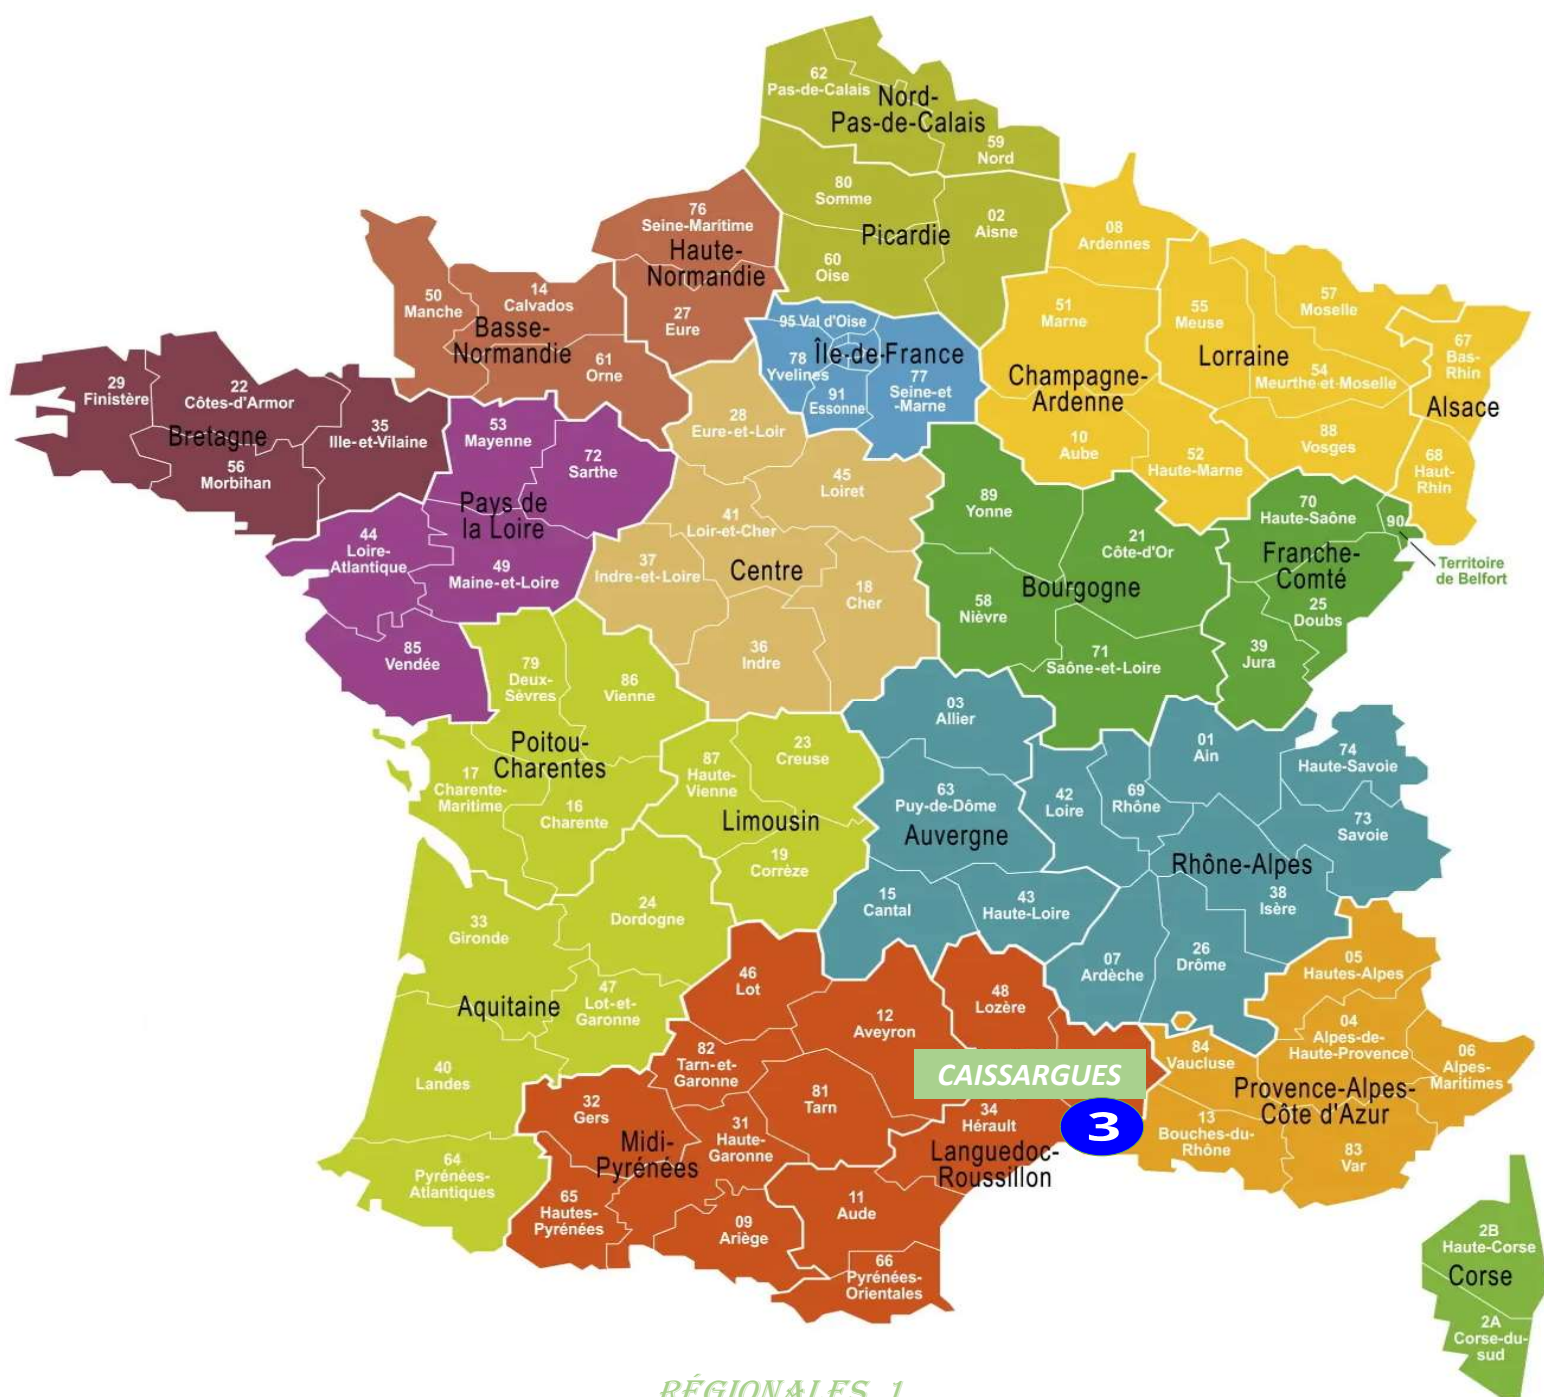 62
Pas-de-Calais
Nord-
Pas-de-Calais
59
Nord
80
Somme
02
Aisne
Picardie
60
Oise
76
Seine-Maritime
Haute-
Normandie
27
Eure
14
Calvados
50
Manche
Basse-
Normandie
61
Orne
08
Ardennes
51
Marne
55
Meuse
57
Moselle
67
Bas-
Rhin
Lorraine
54
Meurthe-et-Moselle
Champagne-
Ardenne
Alsace
88
Vosges
68
Haut-
Rhin
10
Aube
52
Haute-Marne
95 Val d'Oise
Île-de-France
78
Yvelines
91
Essonne
77
Seine-et
-Marne
29
Finistère
22
Côtes-d'Armor
Bretagne
35
Ille-et-Vilaine
56
Morbihan
53
Mayenne
72
Sarthe
Pays de
la Loire
44
Loire-
Atlantique
49
Maine-et-Loire
85
Vendée
28
Eure-et-Loir
45
Loiret
41
Loir-et-Cher
37
Indre-et-Loire
Centre
18
Cher
36
Indre
89
Yonne
21
Côte-d'Or
Bourgogne
58
Nièvre
71
Saône-et-Loire
70
Haute-Saône
90
Territoire
de Belfort
Franche-
Comté
25
Doubs
39
Jura
79
Deux-
Sèvres
86
Vienne
Poitou-
Charentes
17
Charente-
Maritime
16
Charente
87
Haute-
Vienne
23
Creuse
Limousin
19
Corrèze
03
Allier
63
Puy-de-Dôme
Auvergne
15
Cantal
43
Haute-Loire
42
Loire
69
Rhône
01
Ain
74
Haute-Savoie
73
Savoie
Rhône-Alpes
38
Isère
07
Ardèche
26
Drôme
24
Dordogne
33
Gironde
47
Lot-et-
Garonne
Aquitaine
40
Landes
64
Pyrénées-
Atlantiques
46
Lot
12
Aveyron
82
Tarn-et-
Garonne
81
Tarn
32
Gers
31
Haute-
Garonne
Midi-
Pyrénées
65
Hautes-
Pyrénées
09
Ariège
48
Lozère
CAISSARGUES
3
34
Hérault
Languedoc-
Roussillon
11
Aude
66
Pyrénées-
Orientales
05
Hautes-Alpes
04
Alpes-de-
Haute-Provence
06
Alpes-
Maritimes
84
Vaucluse
Provence-Alpes-
Côte d'Azur
13
Bouches-du-
Rhône
83
Var
2B
Haute-Corse
Corse
2A
Corse-du-
sud
RÉGIONALES 1